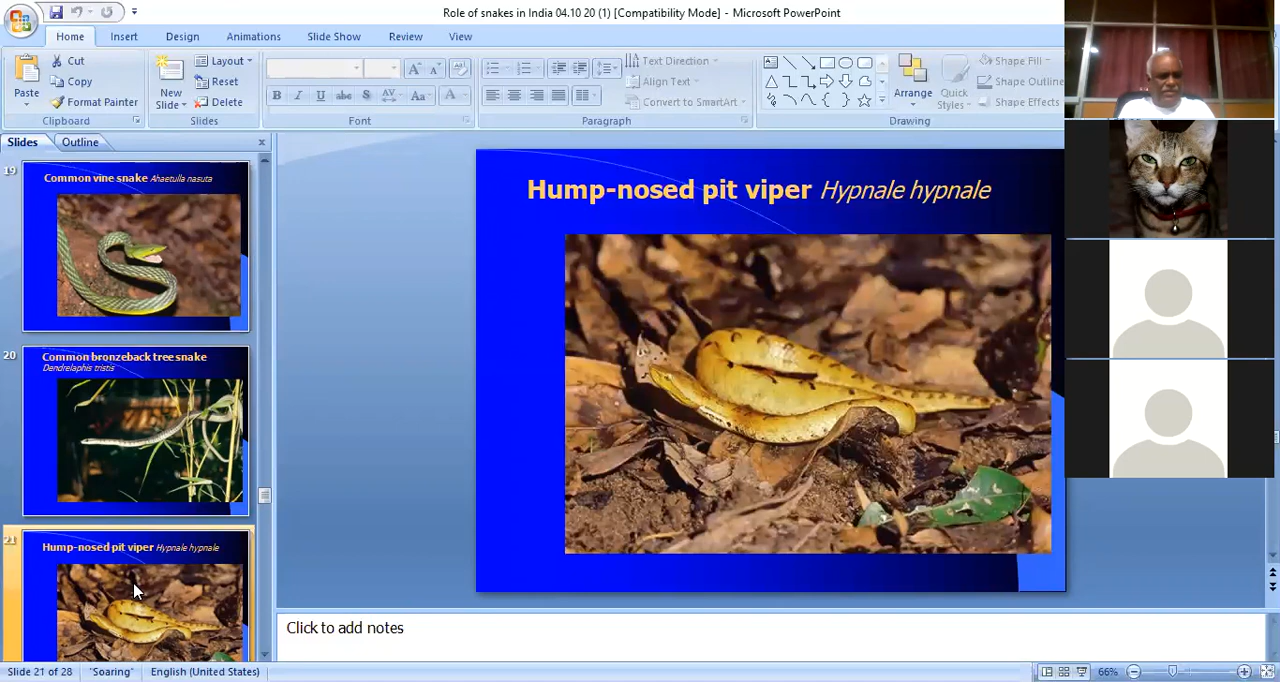 Role of snakes in India 04.10 20 (1) [Compatibility Mode] - Microsoft PowerPoint
Home Insert Design Animations Slide Show Review View
Paste
Cut
Copy
Format Painter
Clipboard
New
Slide
Layout
Reset
Delete
Slides
B I U abc S AV Aa A
Font
Text Direction
Align Text
Convert to SmartArt
Paragraph
Arrange
Quick
Styles
Shape Fill
Shape Outline
Shape Effects
Drawing
Slides Outline
19
Common vine snake Ahaetulla nasuta
20
Common bronzeback tree snake
Dendrelaphis tristis
21
Hump-nosed pit viper Hypnale hypnale
Hump-nosed pit viper Hypnale hypnale
Click to add notes
Slide 21 of 28 "Soaring" English (United States) 66%